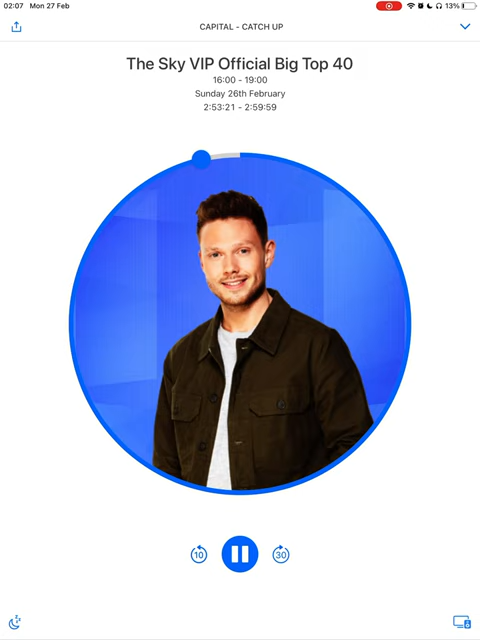 02:07 Mon 27 Feb 13%
CAPITAL - CATCH UP
The Sky VIP Official Big Top 40
16:00 - 19:00
Sunday 26th February
2:53:21 - 2:59:59
10 30